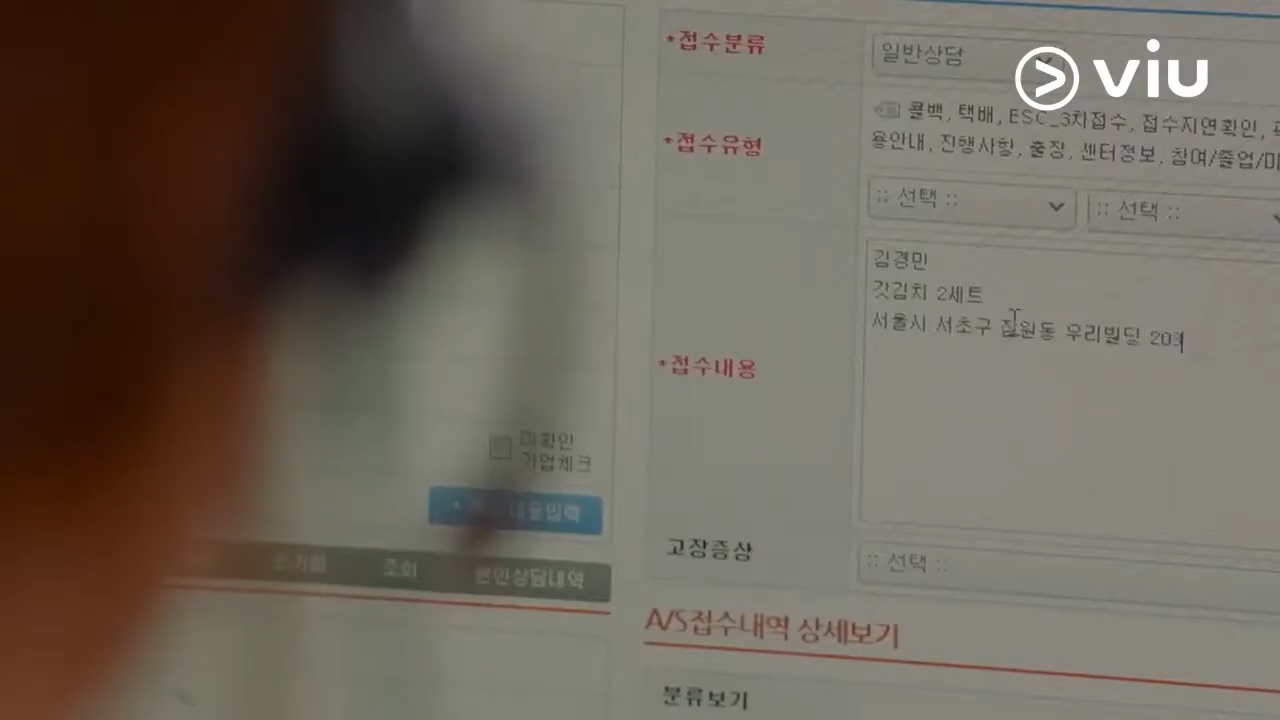 *접수분류
일반상담
viu
*접수유형
콜백, 택배, ESC_3차접수, 접수지연확인,
용안내, 진행사항, 출장, 센터정보, 참여/졸업/
:: 선택 ::
:: 선택 ::
*접수내용
김경민
갓김치 2세트
서울시 서초구 잠원동 우리빌딩 203
미확인
기업체크
내용입력
초기화
조회
본인상담내역
고장증상
:: 선택 ::
A/S접수내역 상세보기
분류보기